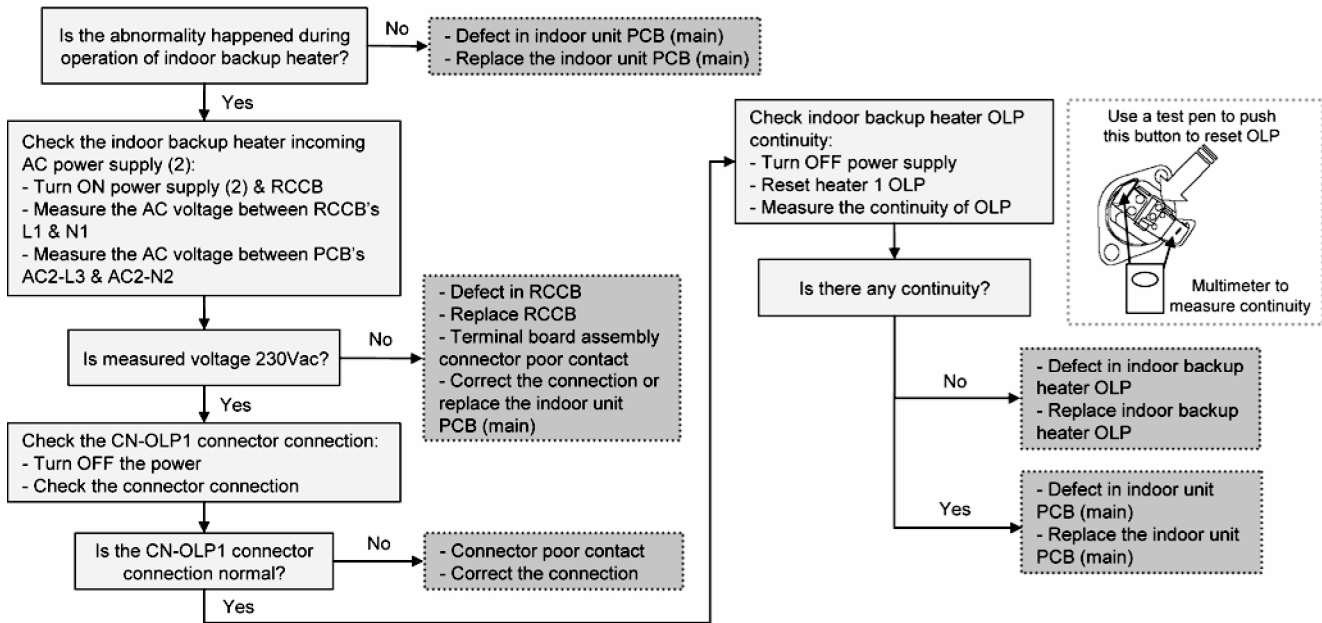 Is the abnormality happened during
operation of indoor backup heater?
No
- Defect in indoor unit PCB (main)
- Replace the indoor unit PCB (main)
Yes
Check the indoor backup heater incoming
AC power supply (2):
- Turn ON power supply (2) & RCCB
- Measure the AC voltage between RCCB's
L1 & N1
- Measure the AC voltage between PCB's
AC2-L3 & AC2-N2
Is measured voltage 230Vac?
No
- Defect in RCCB
- Replace RCCB
- Terminal board assembly
connector poor contact
- Correct the connection or
replace the indoor unit
PCB (main)
Yes
Check the CN-OLP1 connector connection:
- Turn OFF the power
- Check the connector connection
Is the CN-OLP1 connector
connection normal?
No
- Connector poor contact
- Correct the connection
Yes
Check indoor backup heater OLP
continuity:
- Turn OFF power supply
- Reset heater 1 OLP
- Measure the continuity of OLP
Use a test pen to push
this button to reset OLP
Multimeter to
measure continuity
Is there any continuity?
No
- Defect in indoor backup
heater OLP
- Replace indoor backup
heater OLP
Yes
- Defect in indoor unit
PCB (main)
- Replace the indoor unit
PCB (main)